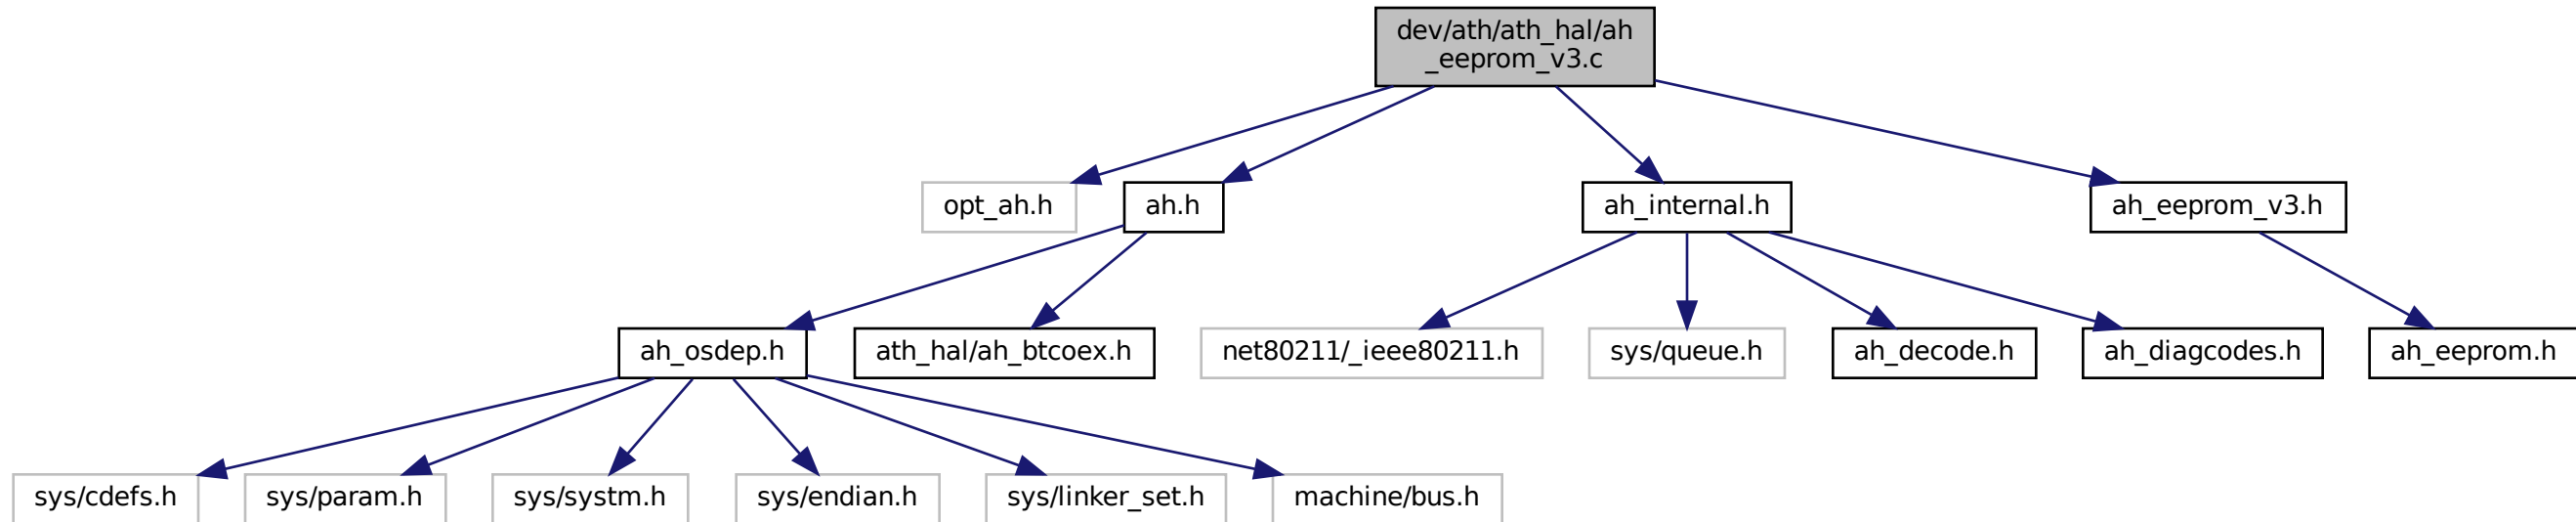 dev/ath/ath_hal/ah
_eeprom_v3.c
opt_ah.h
ah.h
ah_internal.h
ah_eeprom_v3.h
ah_osdep.h
ath_hal/ah_btcoex.h
net80211/_ieee80211.h
sys/queue.h
ah_decode.h
ah_diagcodes.h
ah_eeprom.h
sys/cdefs.h
sys/param.h
sys/systm.h
sys/endian.h
sys/linker_set.h
machine/bus.h